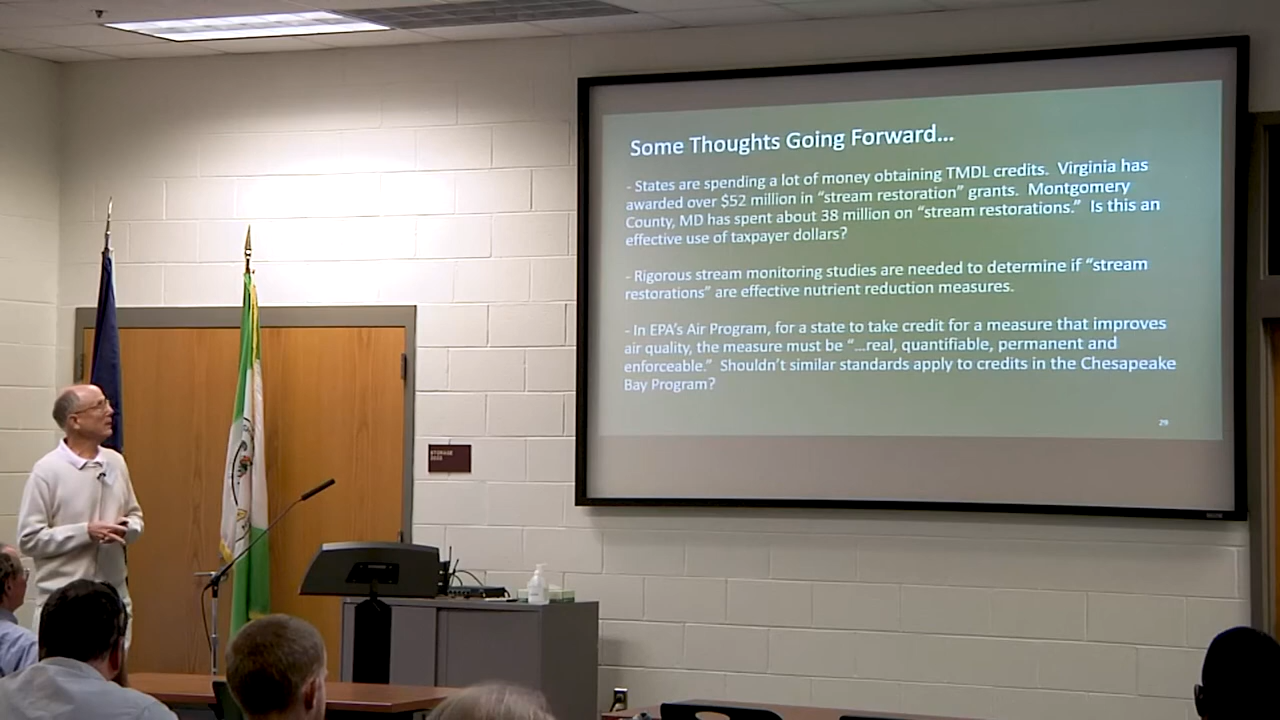 Some Thoughts Going Forward...
- States are spending a lot of money obtaining TMDL credits. Virginia has
awarded over $52 million in “stream restoration” grants. Montgomery
County, MD has spent about 38 million on “stream restorations.” Is this an
effective use of taxpayer dollars?
- Rigorous stream monitoring studies are needed to determine if “stream
restorations” are effective nutrient reduction measures.
- In EPA’s Air Program, for a state to take credit for a measure that improves
air quality, the measure must be “...real, quantifiable, permanent and
enforceable.” Shouldn’t similar standards apply to credits in the Chesapeake
Bay Program?
29
STORAGE